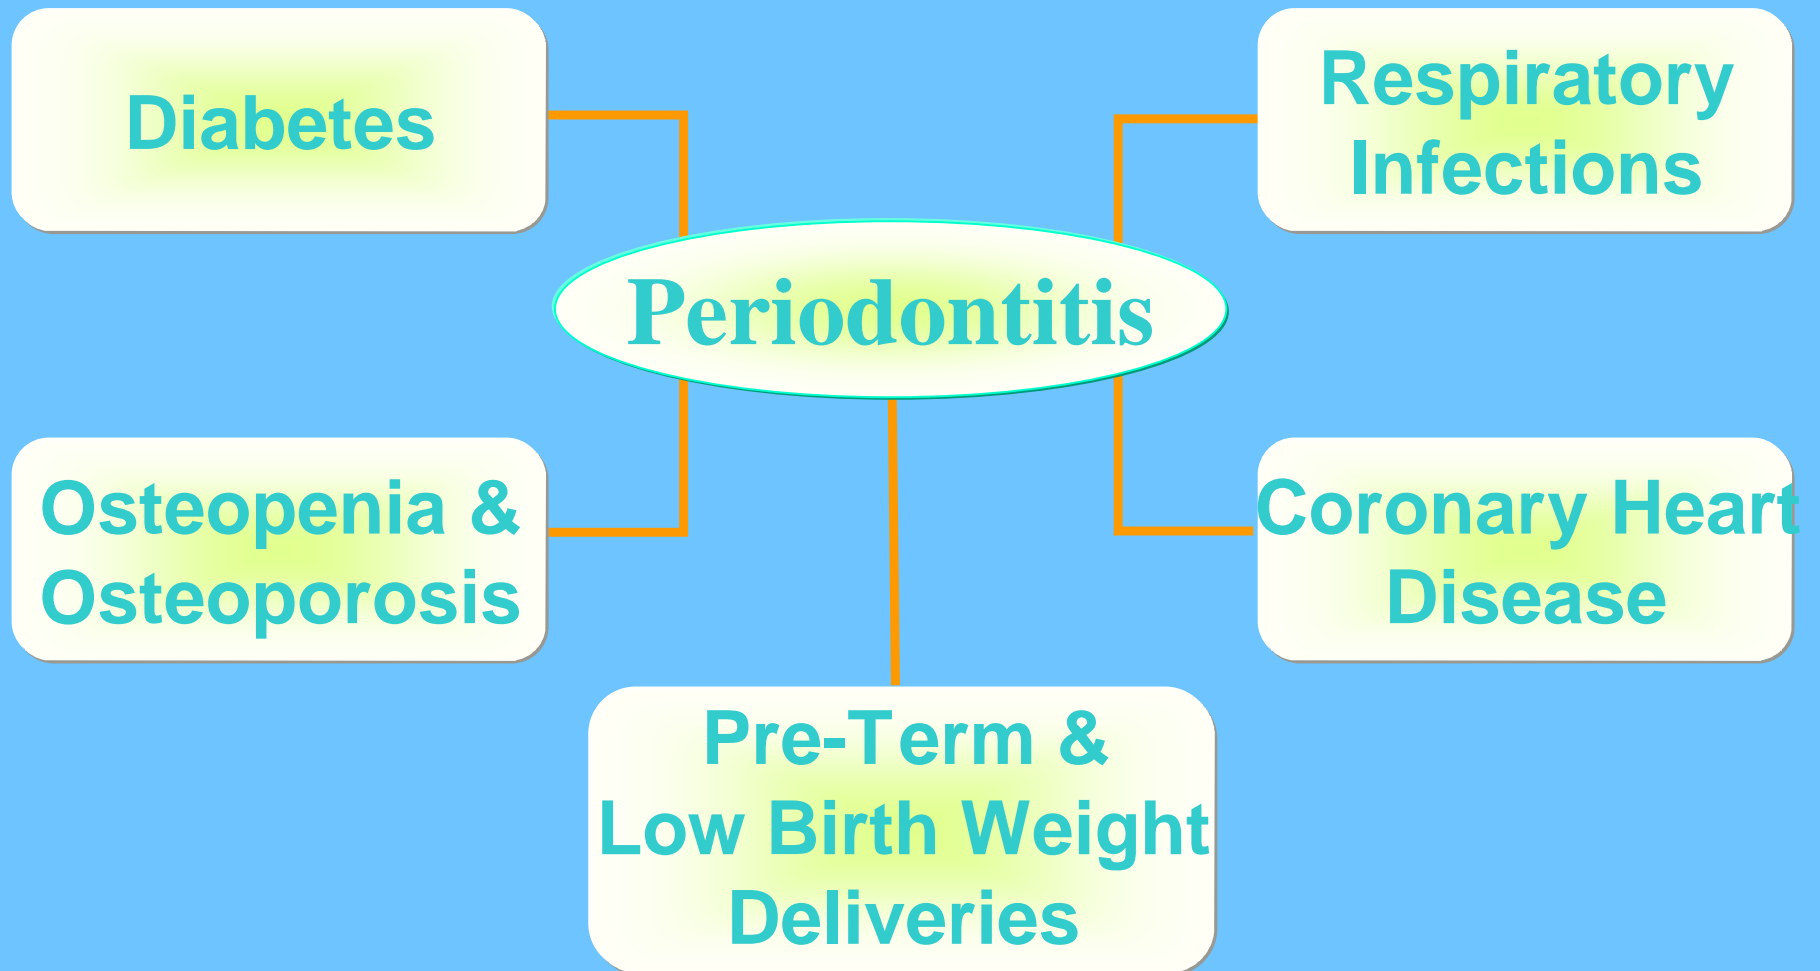 Diabetes
Respiratory
Infections
Periodontitis
Osteopenia &
Osteoporosis
Coronary Heart
Disease
Pre-Term &
Low Birth Weight
Deliveries